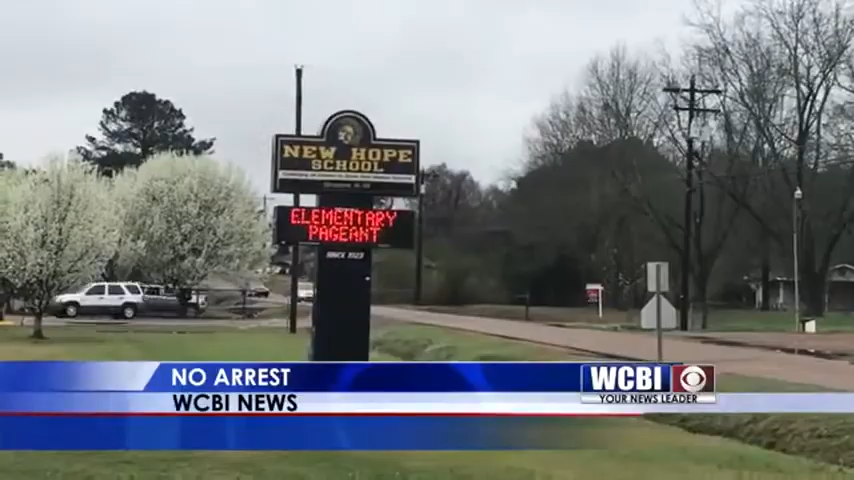 NEW HOPE
SCHOOL
ELEMENTARY
PAGEANT
SINCE 1923
NO ARREST
WCBI
WCBI NEWS
YOUR NEWS LEADER